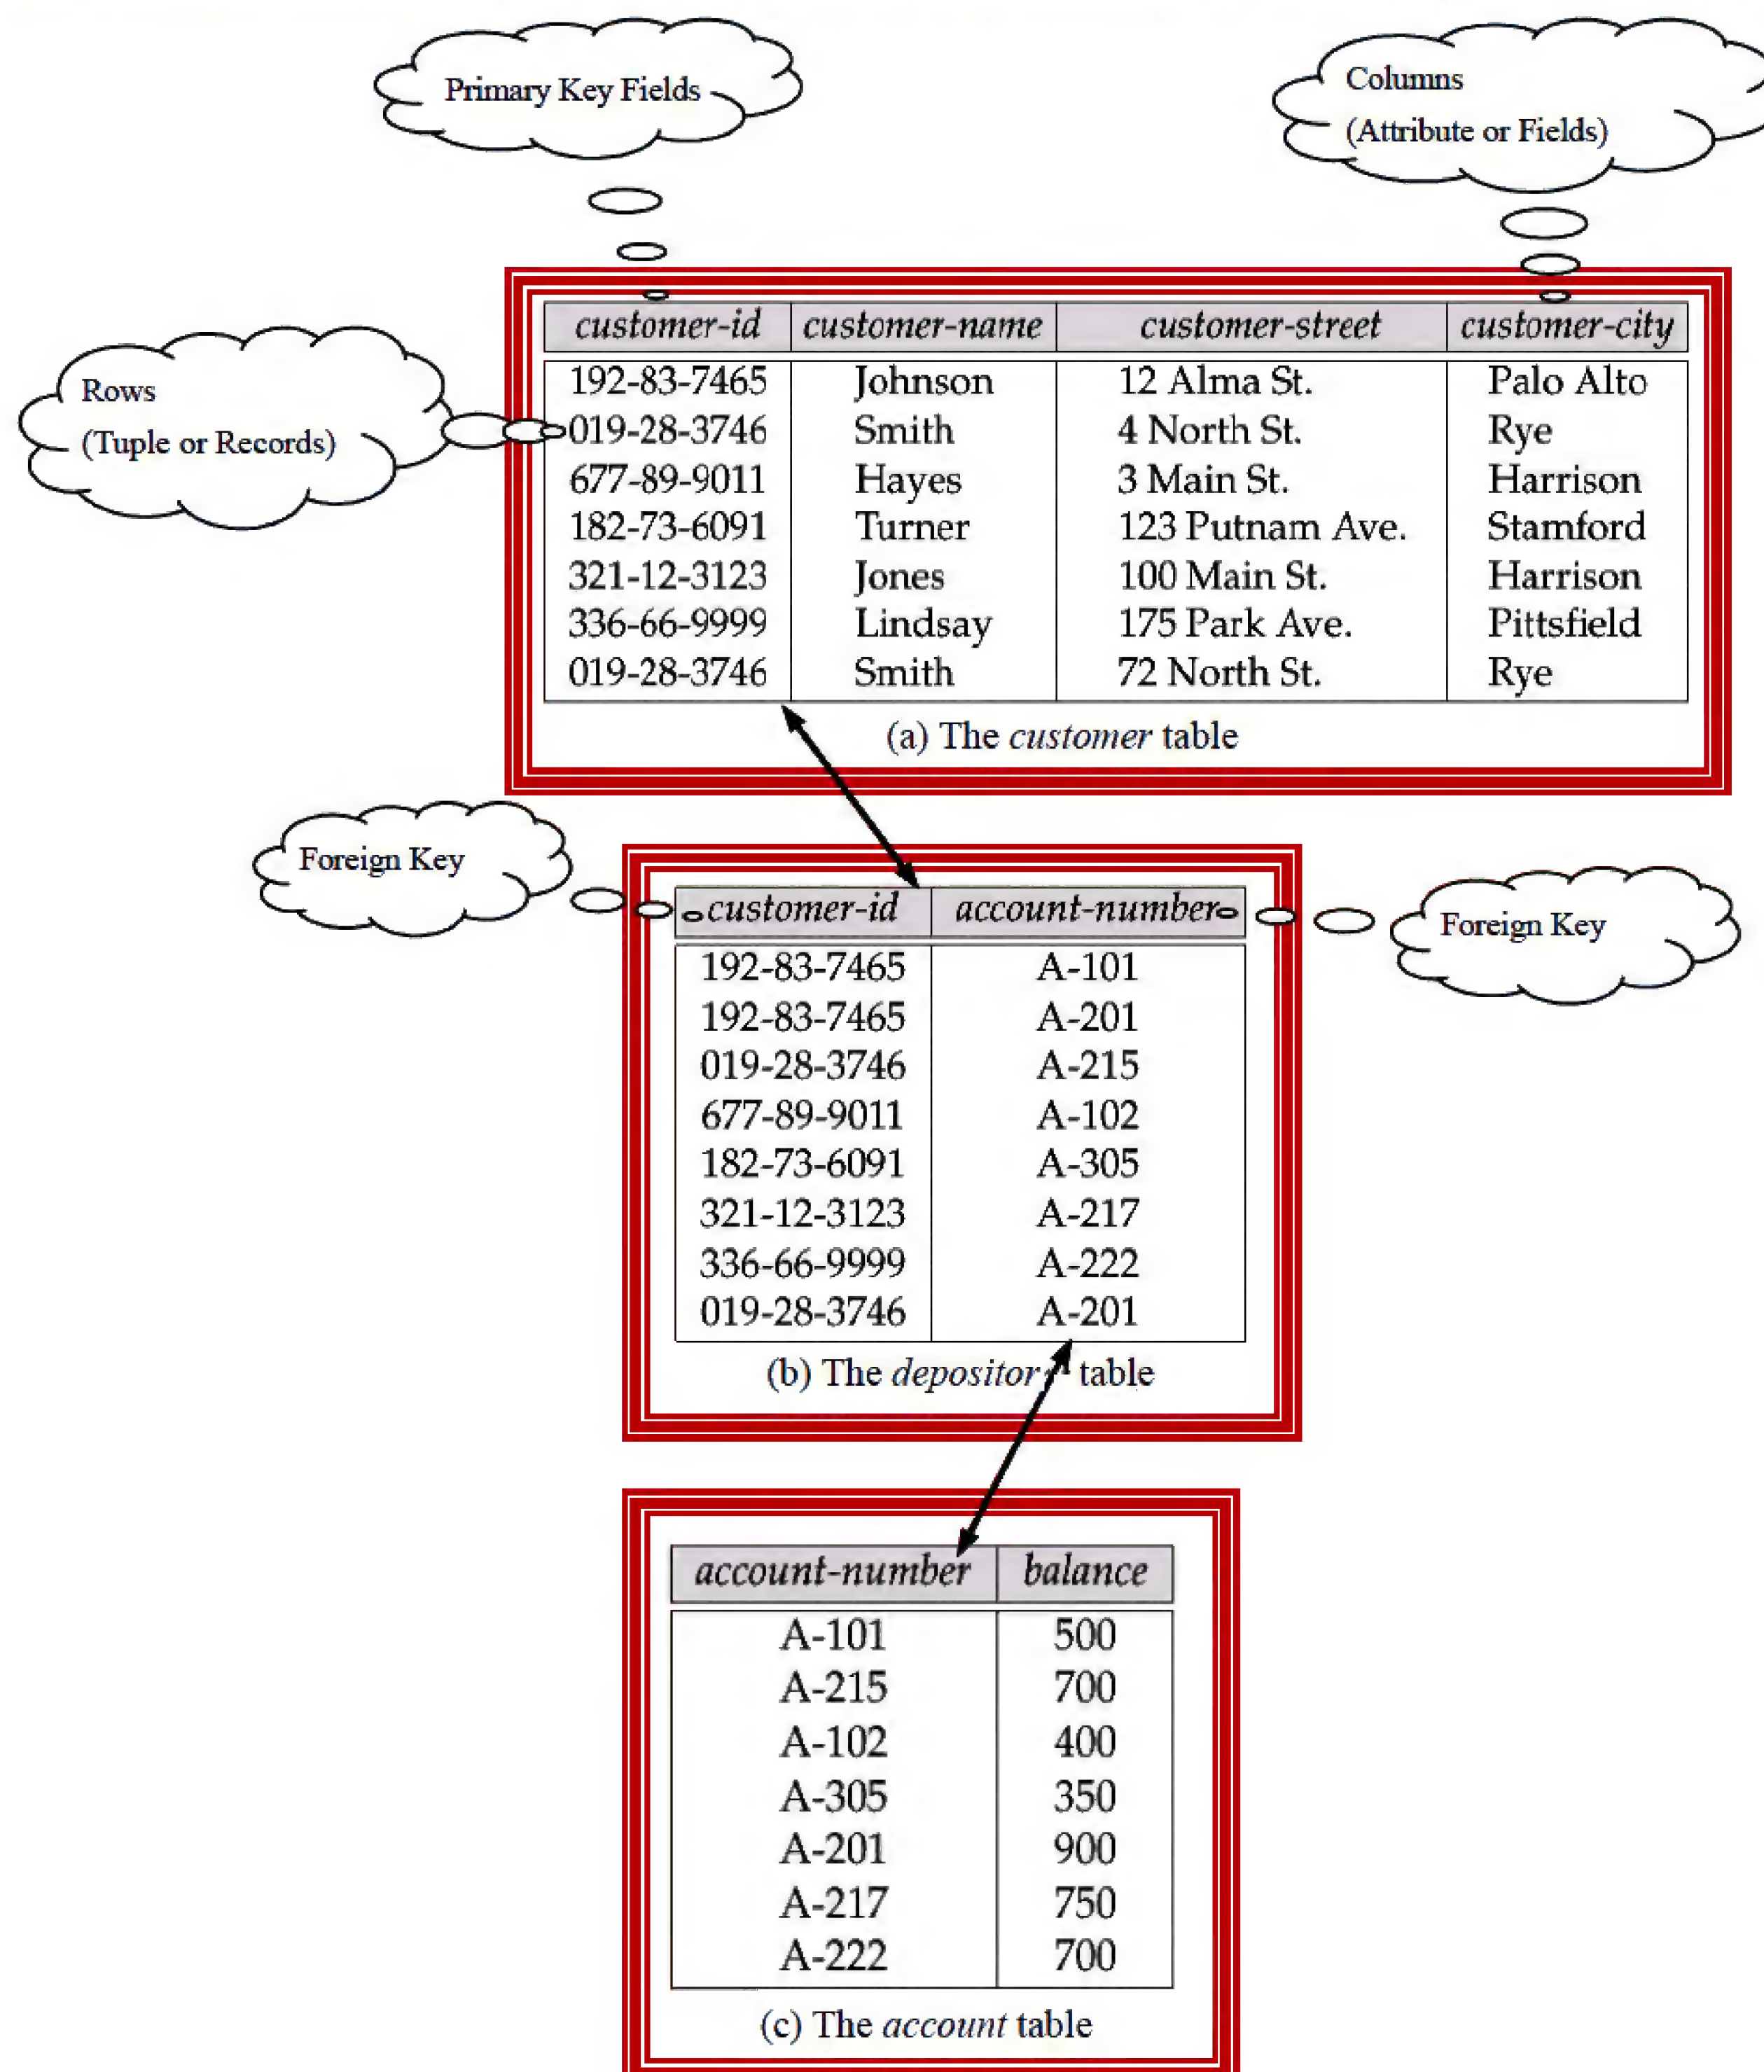 Primary Key Fields
Columns
(Attribute or Fields)
Rows
(Tuple or Records)
customer-id customer-name customer-street customer-city
192-83-7465 Johnson 12 Alma St. Palo Alto
019-28-3746 Smith 4 North St. Rye
677-89-9011 Hayes 3 Main St. Harrison
182-73-6091 Turner 123 Putnam Ave. Stamford
321-12-3123 Jones 100 Main St. Harrison
336-66-9999 Lindsay 175 Park Ave. Pittsfield
019-28-3746 Smith 72 North St. Rye
(a) The customer table
Foreign Key
Foreign Key
customer-id account-number
192-83-7465 A-101
192-83-7465 A-201
019-28-3746 A-215
677-89-9011 A-102
182-73-6091 A-305
321-12-3123 A-217
336-66-9999 A-222
019-28-3746 A-201
(b) The depositor table
account-number balance
A-101 500
A-215 700
A-102 400
A-305 350
A-201 900
A-217 750
A-222 700
(c) The account table